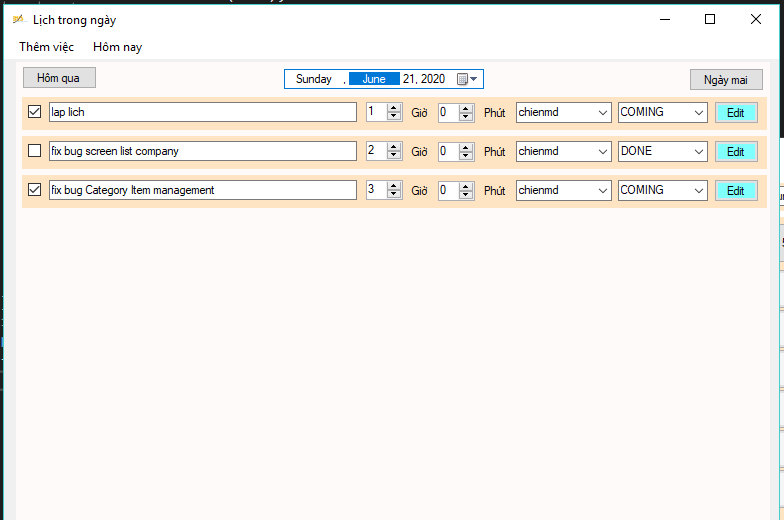 Lịch trong ngày
Thêm việc Hôm nay
Hôm qua Sunday , June 21, 2020 Ngày mai
lap lich 1 Giờ 0 Phút chienmd COMING Edit
fix bug screen list company 2 Giờ 0 Phút chienmd DONE Edit
fix bug Category Item management 3 Giờ 0 Phút chienmd COMING Edit